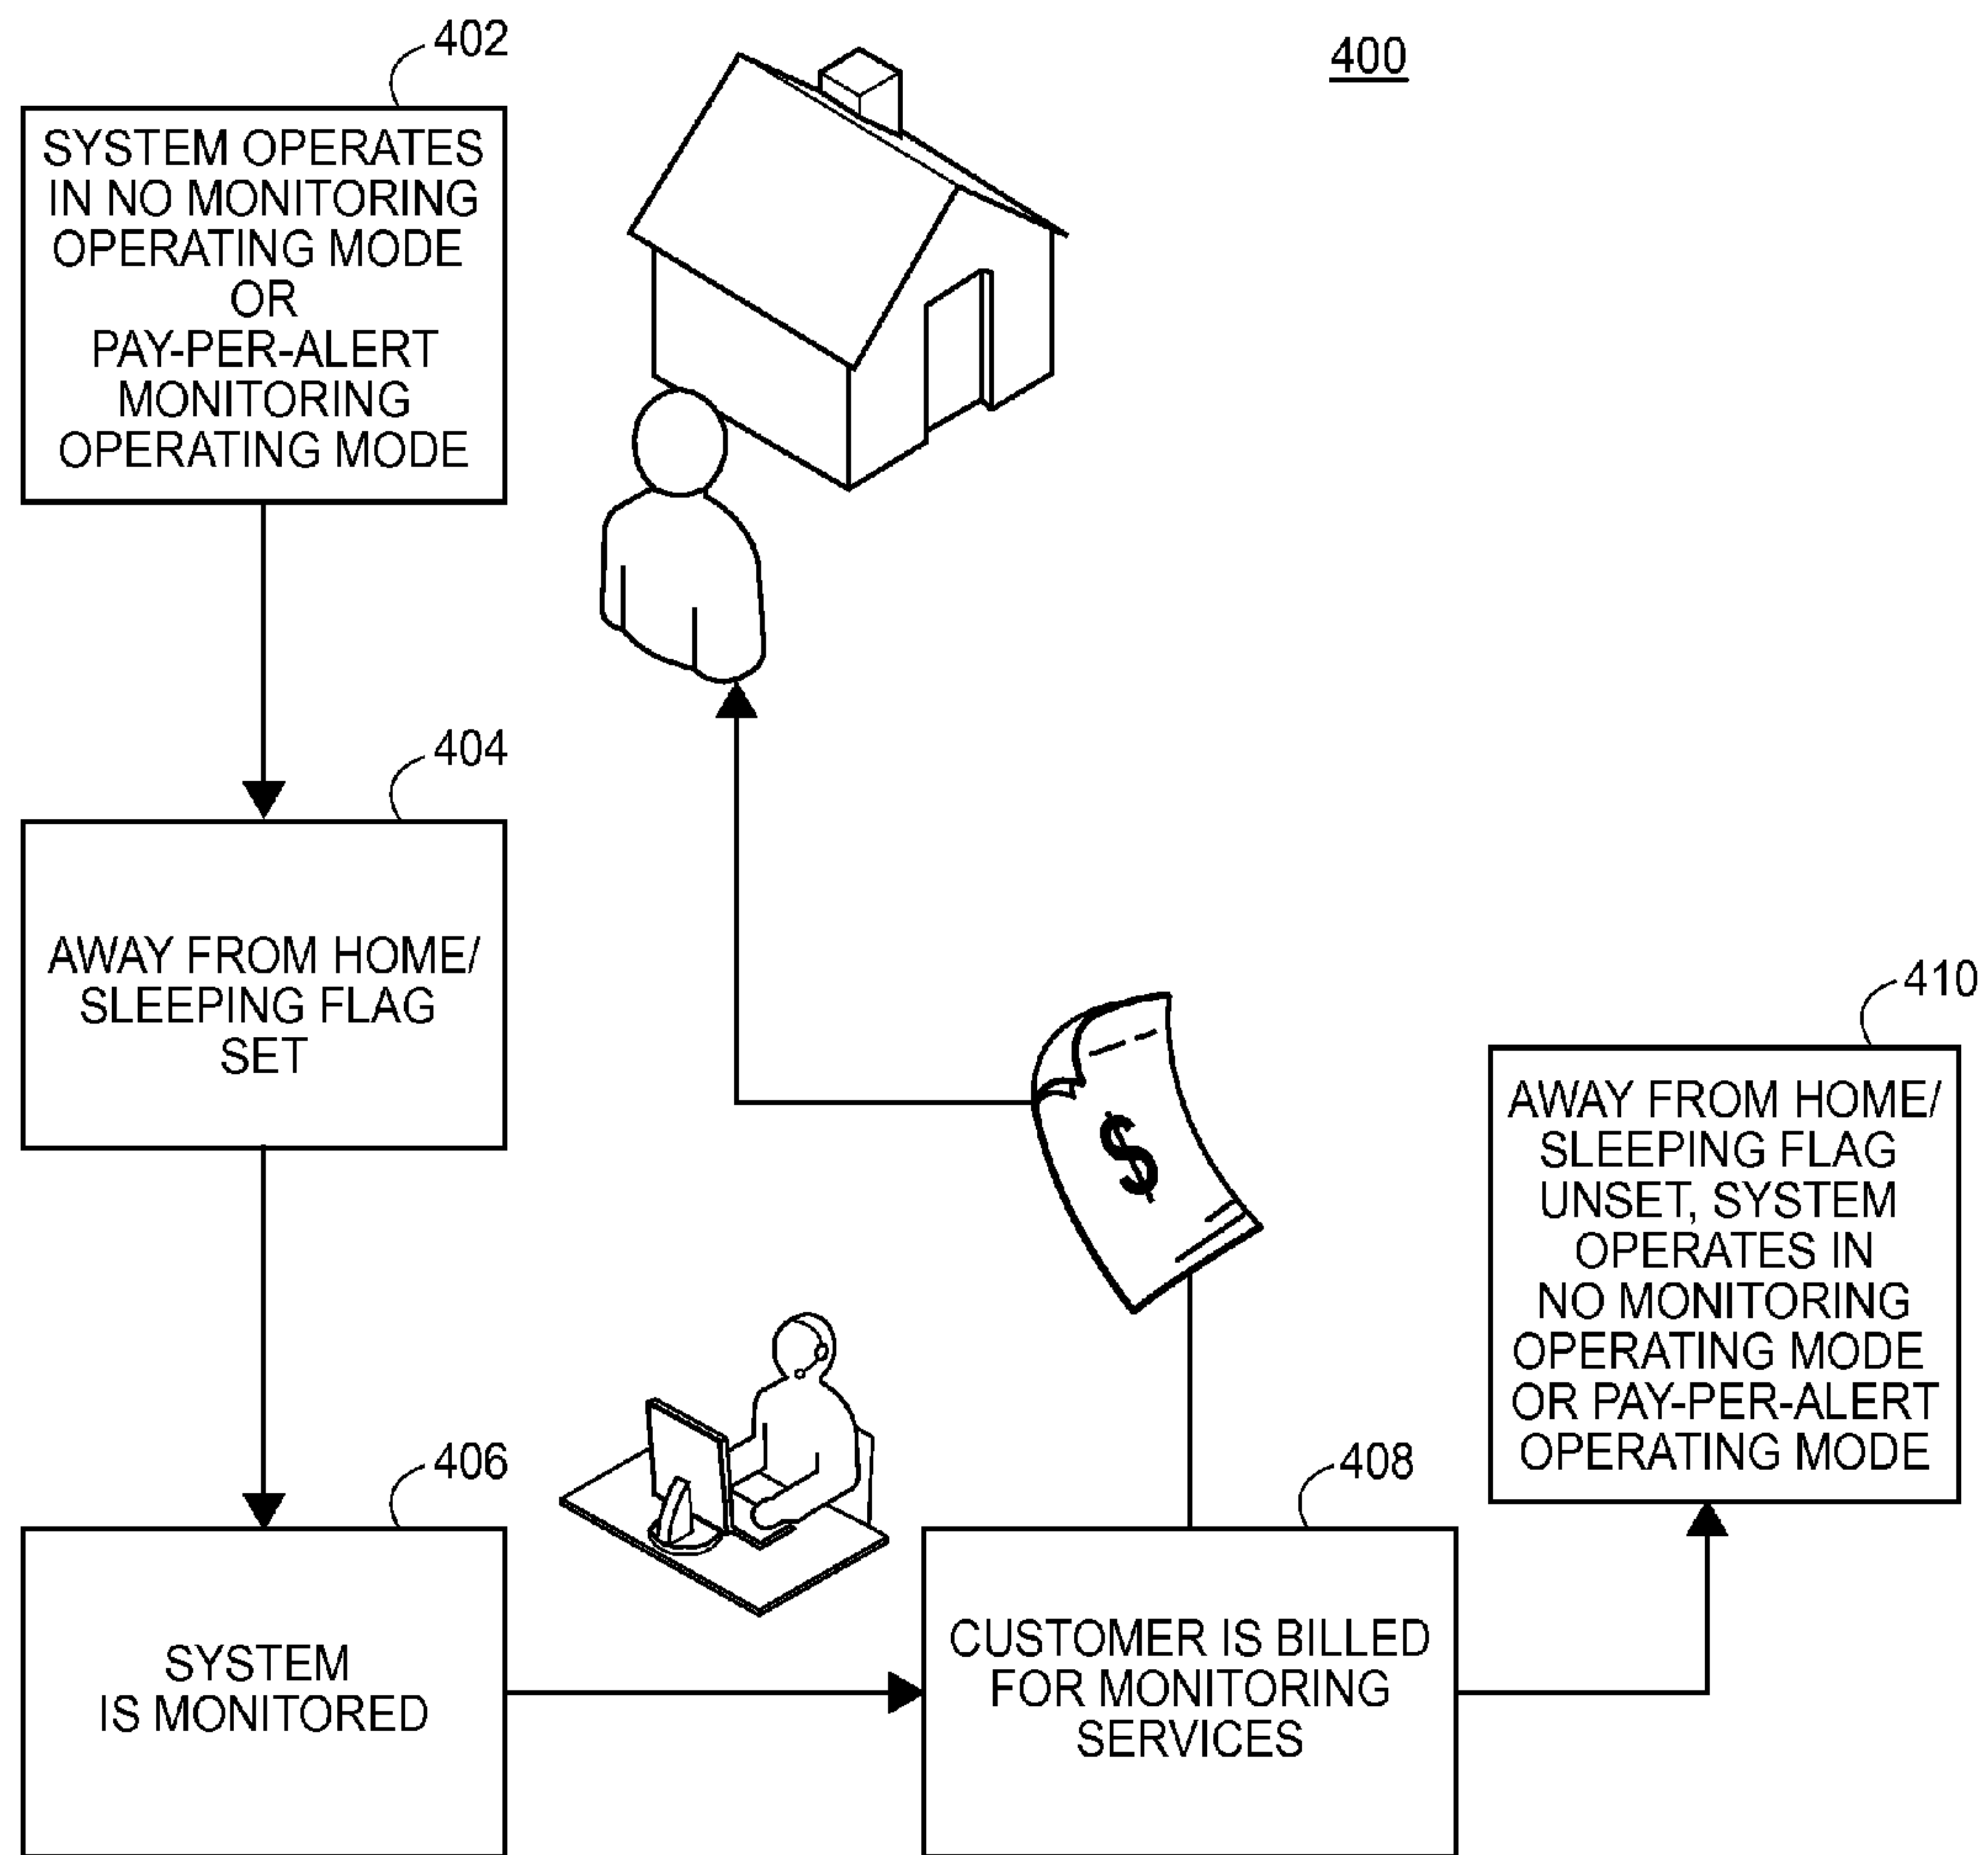 400
402
SYSTEM OPERATES
IN NO MONITORING
OPERATING MODE
OR
PAY-PER-ALERT
MONITORING
OPERATING MODE
404
AWAY FROM HOME/
SLEEPING FLAG
SET
406
SYSTEM
IS MONITORED
$
408
CUSTOMER IS BILLED
FOR MONITORING
SERVICES
410
AWAY FROM HOME/
SLEEPING FLAG
UNSET, SYSTEM
OPERATES IN
NO MONITORING
OPERATING MODE
OR PAY-PER-ALERT
OPERATING MODE